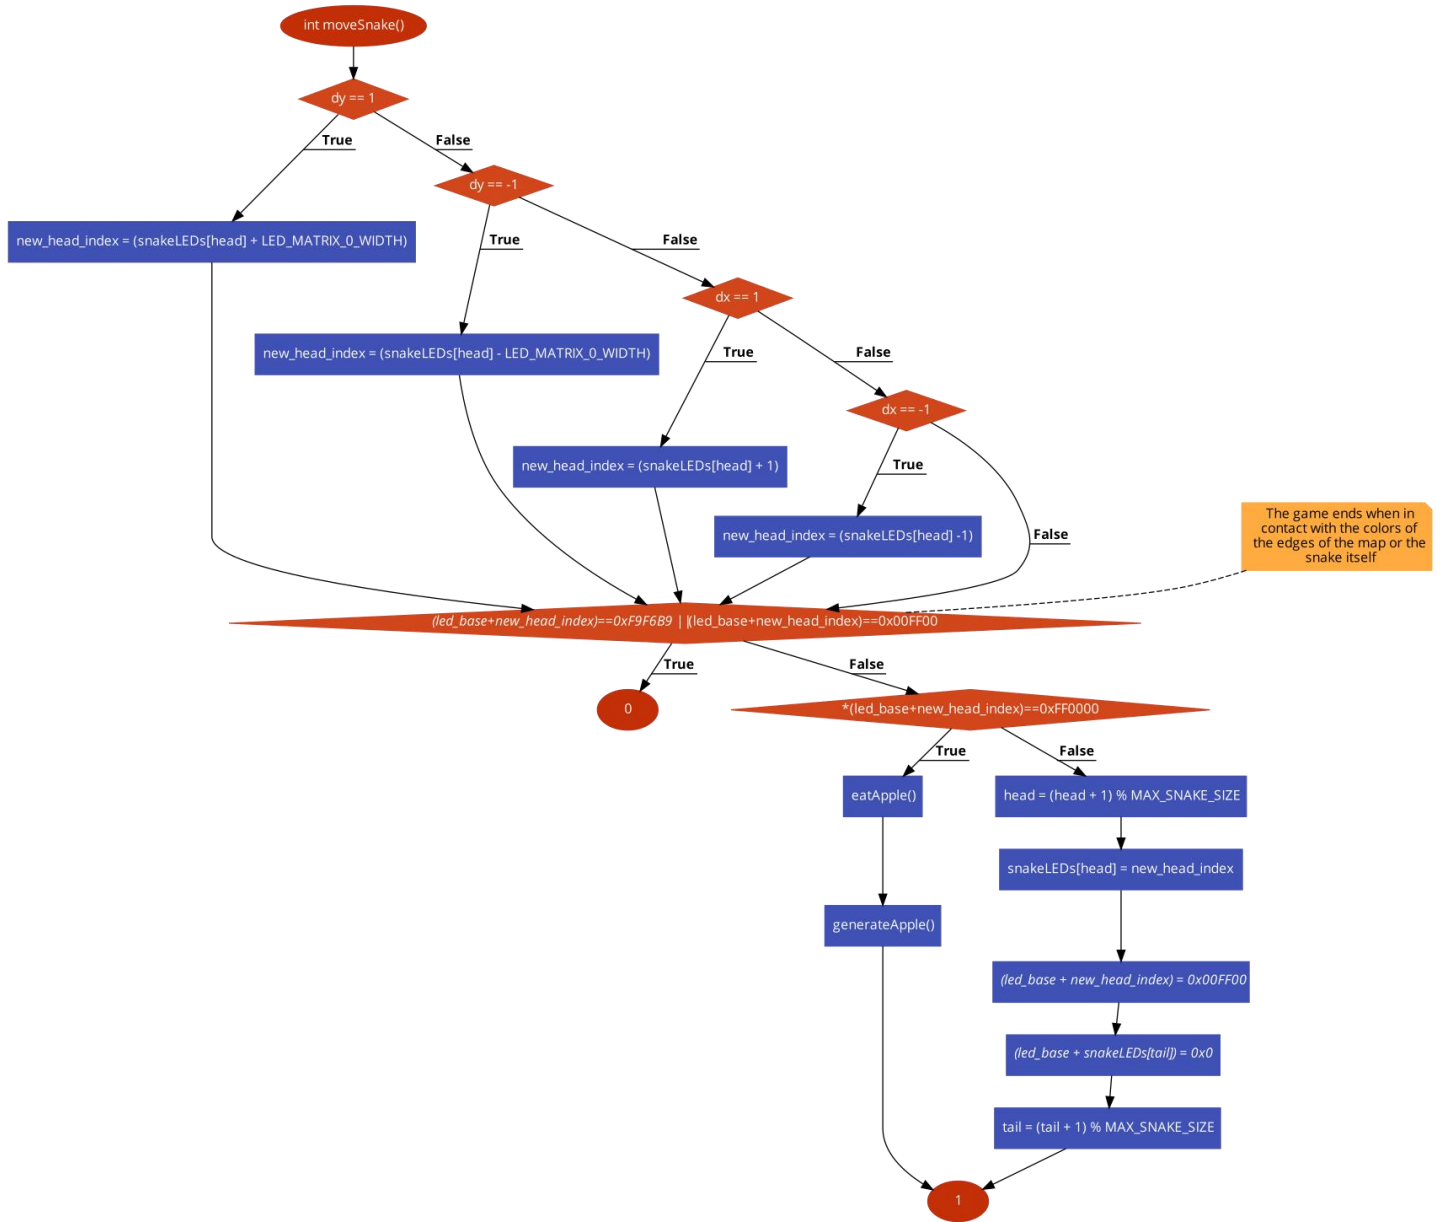 int moveSnake()
dy == 1
True
False
dy == -1
new_head_index = (snakeLEDs[head] + LED_MATRIX_0_WIDTH)
True
False
dx == 1
new_head_index = (snakeLEDs[head] - LED_MATRIX_0_WIDTH)
True
False
dx == -1
new_head_index = (snakeLEDs[head] + 1)
True
new_head_index = (snakeLEDs[head] -1)
False
The game ends when in
contact with the colors of
the edges of the map or the
snake itself
(led_base+new_head_index)==0xF9F6B9 ||(led_base+new_head_index)==0x00FF00
True
False
0
*(led_base+new_head_index)==0xFF0000
True
False
eatApple()
head = (head + 1) % MAX_SNAKE_SIZE
snakeLEDs[head] = new_head_index
generateApple()
(led_base + new_head_index) = 0x00FF00
(led_base + snakeLEDs[tail]) = 0x0
tail = (tail + 1) % MAX_SNAKE_SIZE
1